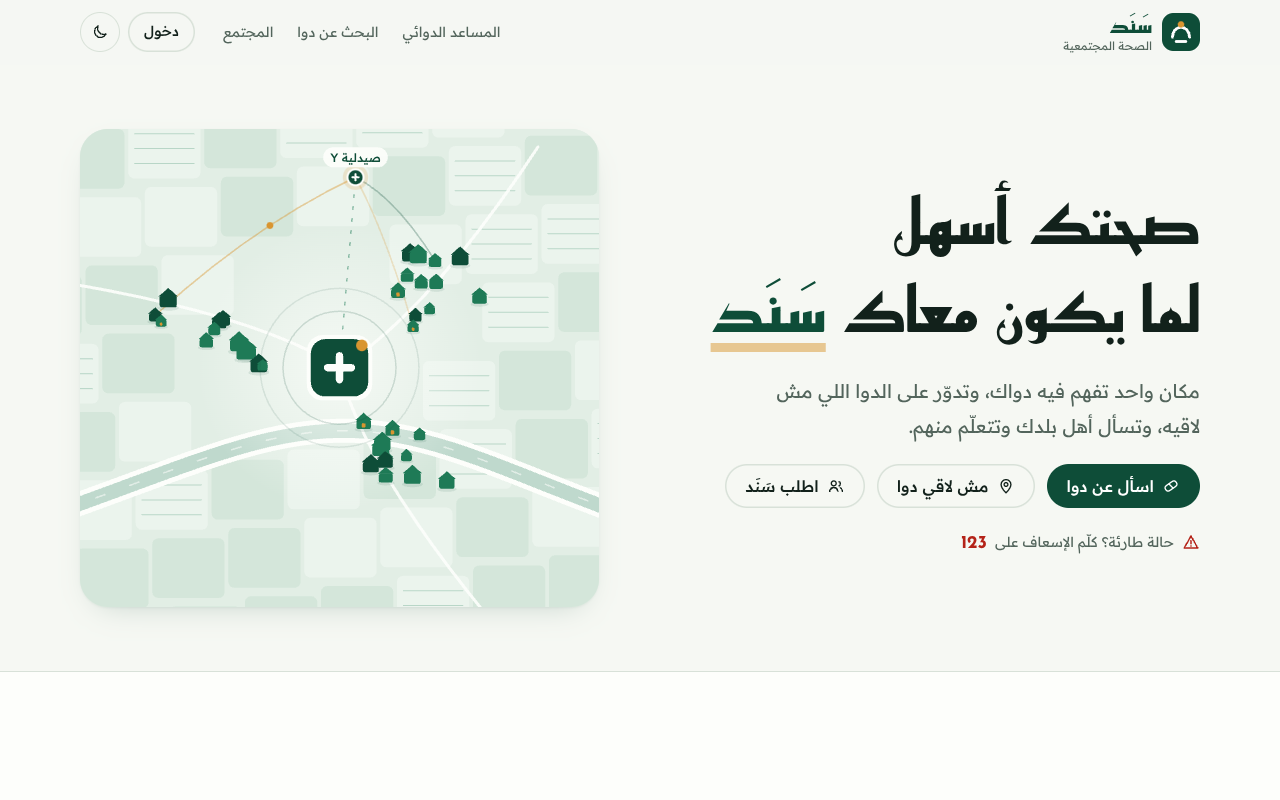 سَنَد
الصحة المجتمعية
المساعد الدوائي
البحث عن دوا
المجتمع
دخول
صحتك أسهل
لما يكون معاك سَنَد
مكان واحد تفهم فيه دواك، وتدوّر على الدوا اللي مش
لاقيه، وتسأل أهل بلدك وتتعلّم منهم.
اسأل عن دوا
مش لاقي دوا
اطلب سَنَد
حالة طارئة؟ كلّم الإسعاف على 123
صيدلية Y